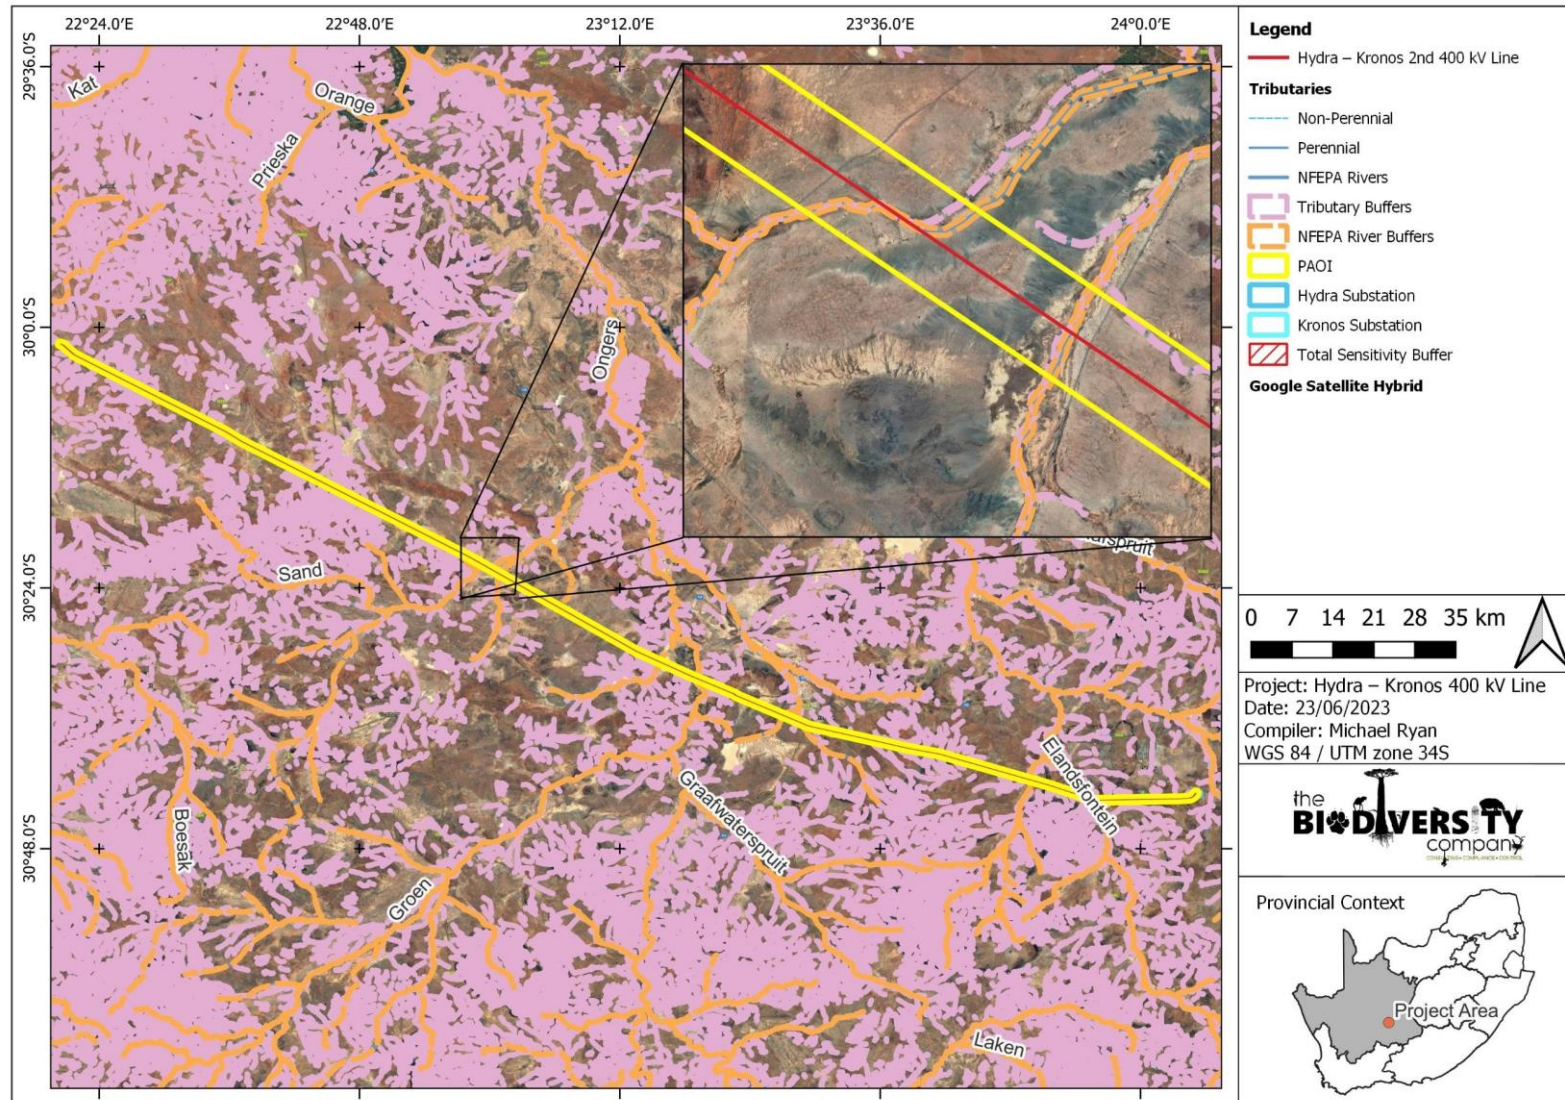 22°24.0′E
22°48.0′E
23°12.0′E
23°36.0′E
24°0.0′E
29°36.0′S
30°0.0′S
30°24.0′S
30°48.0′S
Kat
Orange
Prieska
Ongers
Sand
Boesak
Groen
Graafwaterspruit
Elandsfontein
Laken
Legend
Hydra – Kronos 2nd 400 kV Line
Tributaries
Non-Perennial
Perennial
NFEPA Rivers
Tributary Buffers
NFEPA River Buffers
PAOI
Hydra Substation
Kronos Substation
Total Sensitivity Buffer
Google Satellite Hybrid
0 7 14 21 28 35 km
Project: Hydra – Kronos 400 kV Line
Date: 23/06/2023
Compiler: Michael Ryan
WGS 84 / UTM zone 34S
the
BIODIVERSITY
company
Provincial Context
Project Area